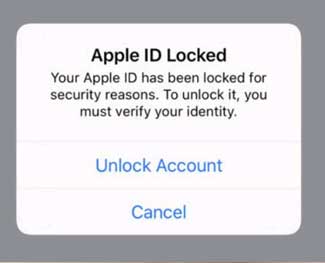 Apple ID Locked
Your Apple ID has been locked for
security reasons. To unlock it, you
must verify your identity.
Unlock Account
Cancel